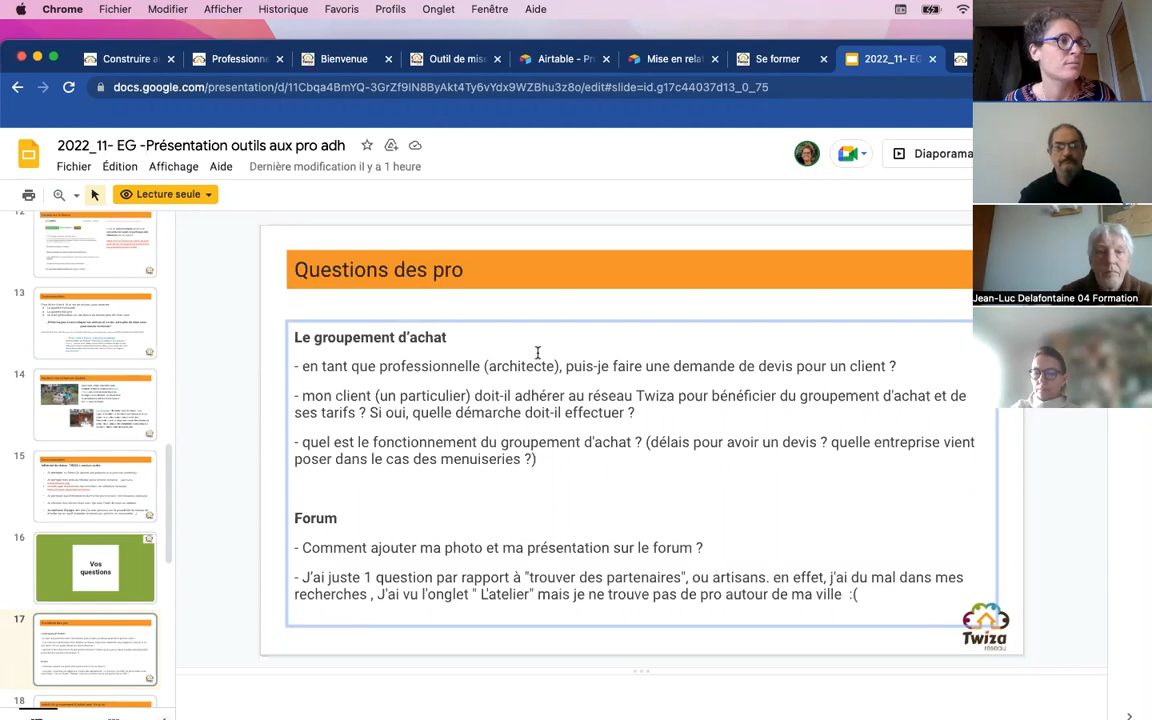 Chrome Fichier Modifier Afficher Historique Favoris Profils Onglet Fenêtre Aide
Construire a Professionn Bienvenue Outil de mis Airtable - Pr Mise en rela Se former 2022_11- EG
docs.google.com/presentation/d/11Cbqa4BmYQ-3GrZf9IN8ByAkt4Ty6vYdx9WZBhu3z8o/edit#slide=id.g17c44037d13_0_75
2022_11- EG -Présentation outils aux pro adh
Fichier Édition Affichage Aide Dernière modification il y a 1 heure
Diaporama
Lecture seule
12
13
14
15
16
Vos
questions
17
18
Questions des pro
Le groupement d'achat
- en tant que professionnelle (architecte), puis-je faire une demande de devis pour un client ?
- mon client (un particulier) doit-il adhérer au réseau Twiza pour bénéficier du groupement d'achat et de
ses tarifs ? Si oui, quelle démarche doit-il effectuer ?
- quel est le fonctionnement du groupement d'achat ? (délais pour avoir un devis ? quelle entreprise vient
poser dans le cas des menuiseries ?)
Forum
- Comment ajouter ma photo et ma présentation sur le forum ?
- J'ai juste 1 question par rapport à "trouver des partenaires", ou artisans. en effet, j'ai du mal dans mes
recherches , J'ai vu l'onglet " L'atelier" mais je ne trouve pas de pro autour de ma ville :(
Twiza
réseau
Jean-Luc Delafontaine 04 Formation